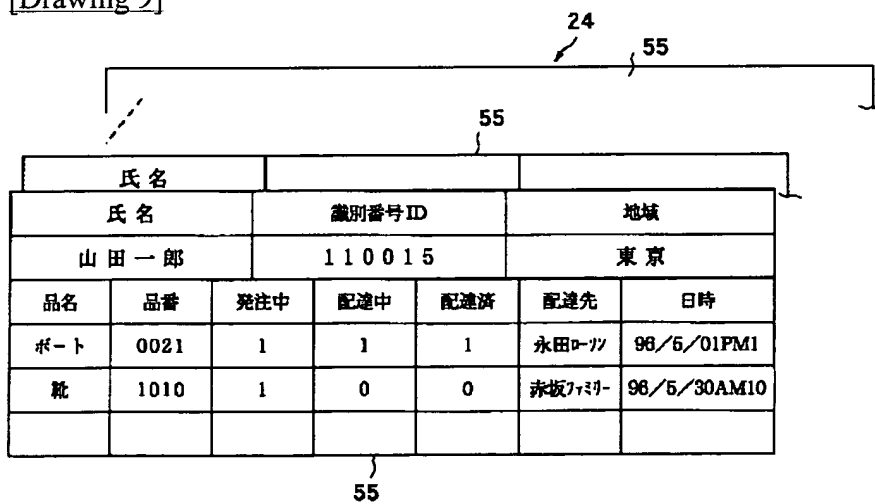 [Drawing 9]
24
55
55
氏名
氏名 識別番号ID 地域
山田一郎 110015 東京
品名 品番 発注中 配達中 配達済 配達先 日時
ボート 0021 1 1 1 永田ローソン 96/5/01PM1
靴 1010 1 0 0 赤坂ファミリー 96/5/30AM10
55